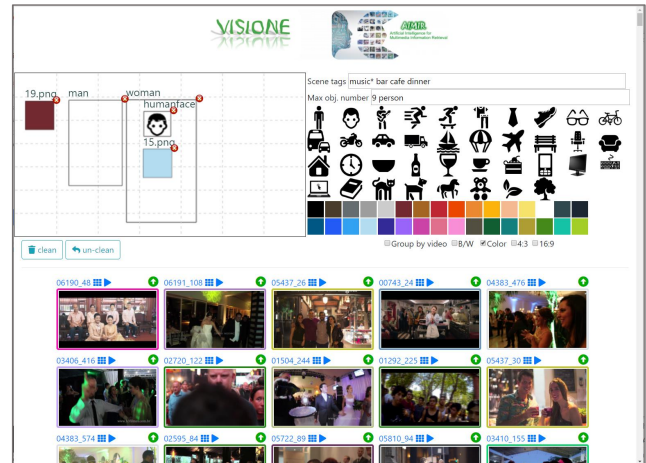 VISIONE
AIMIR
Artificial Intelligence for
Multimedia Information Retrieval
Scene tags music* bar cafe dinner
Max obj. number 9 person
19.png man woman
humanface
15.png
clean un-clean
Group by video B/W Color 4:3 16:9
06190_48 06191_108 05437_26 00743_24 04383_476
03406_416 02720_122 01504_244 01292_225 05437_30
04383_574 02595_84 05722_89 05810_94 03410_155